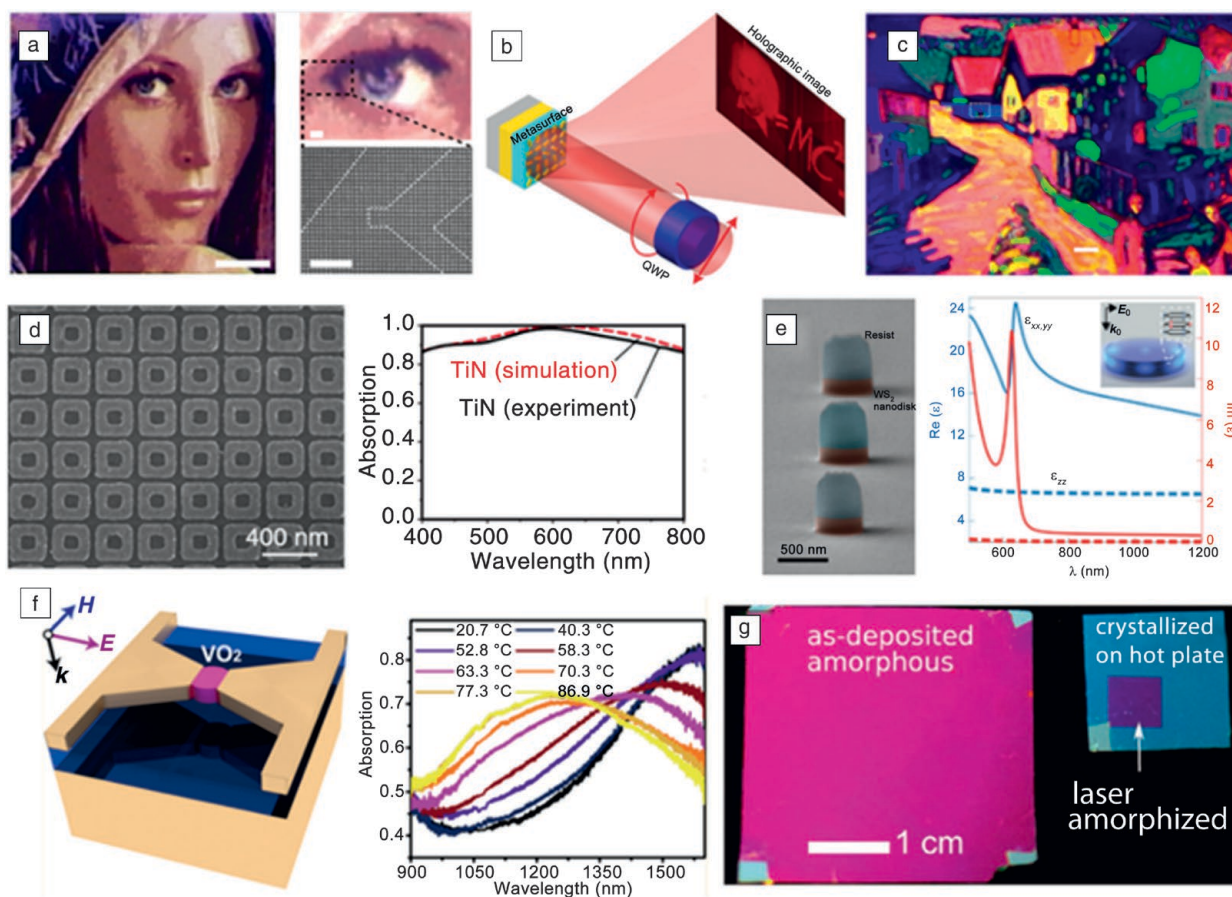 a
b
Metasurface
QWP
Holographic image
=MC²
c
d
400 nm
Absorption
1.0
0.8
0.6
0.4
0.2
0.0
TiN (simulation)
TiN (experiment)
400 500 600 700 800
Wavelength (nm)
e
Resist
WS₂
nanodisk
500 nm
Re (ε)
24
20
16
12
8
4
εxx,yy
εzz
E₀
k₀
12
10
8
6
4
2
0
Im (ε)
600 800 1000 1200
λ (nm)
f
H
E
k
VO₂
Absorption
0.8
0.7
0.6
0.5
0.4
20.7 °C 40.3 °C
52.8 °C 58.3 °C
63.3 °C 70.3 °C
77.3 °C 86.9 °C
900 1050 1200 1350 1500
Wavelength (nm)
g
as-deposited
amorphous
1 cm
crystallized
on hot plate
laser
amorphized